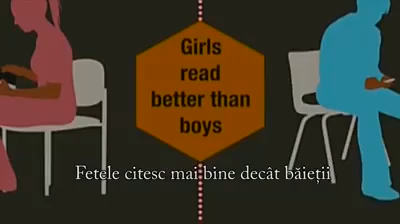 Girls
read
better than
boys
Fetele citesc mai bine decât băieții